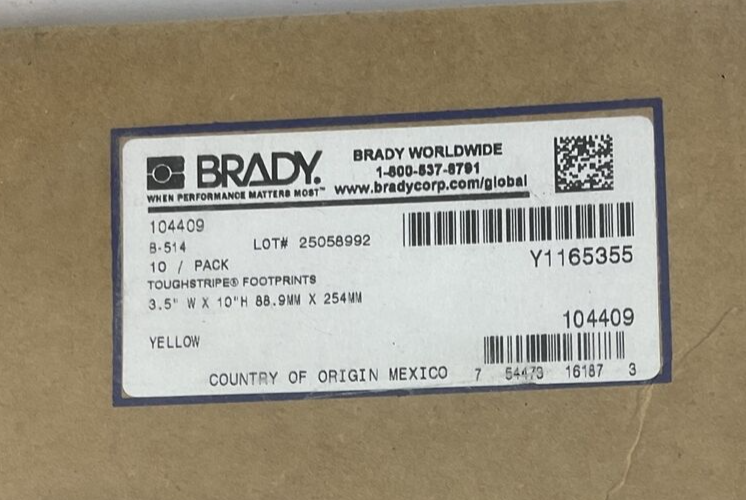 BRADY.
WHEN PERFORMANCE MATTERS MOST™
BRADY WORLDWIDE
1-800-537-8791
www.bradycorp.com/global
104409
B-514 LOT# 25058992
10 / PACK
Y1165355
TOUGHSTRIPE® FOOTPRINTS
3.5" W X 10"H 88.9MM X 254MM
104409
YELLOW
COUNTRY OF ORIGIN MEXICO 7 54473 16187 3